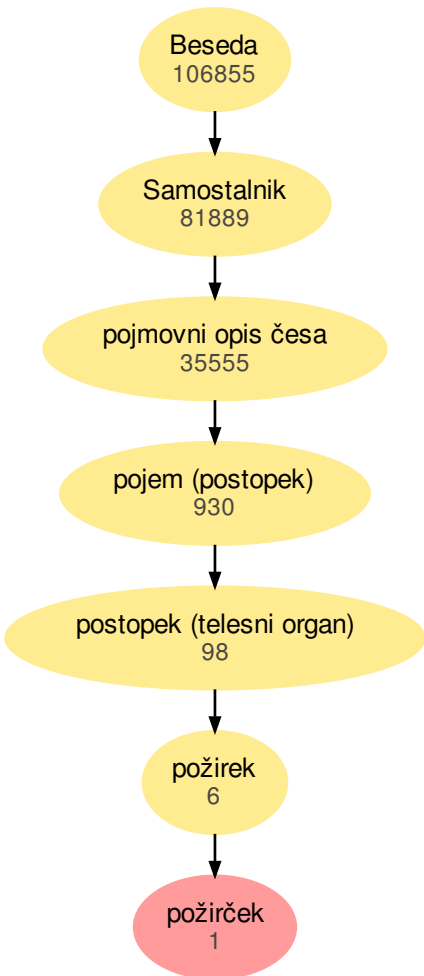 Beseda
106855
Samostalnik
81889
pojmovni opis česa
35555
pojem (postopek)
930
postopek (telesni organ)
98
požirek
6
požirček
1